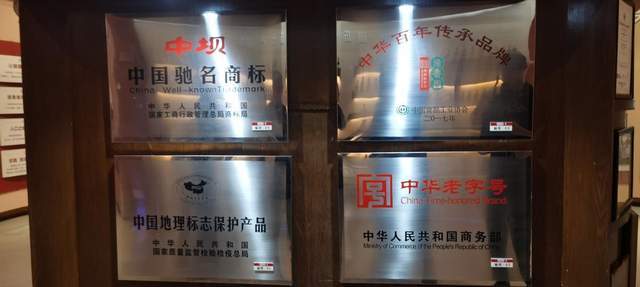 中坝
中国驰名商标
China Well-known Trademark
中华人民共和国
国家工商行政管理总局商标局
中华百年传承品牌
二〇一七年
中国地理标志保护产品
中华人民共和国
国家质量监督检验检疫总局
中华老字号
China Time-honored Brand
中华人民共和国商务部
Ministry of Commerce of the People's Republic of China